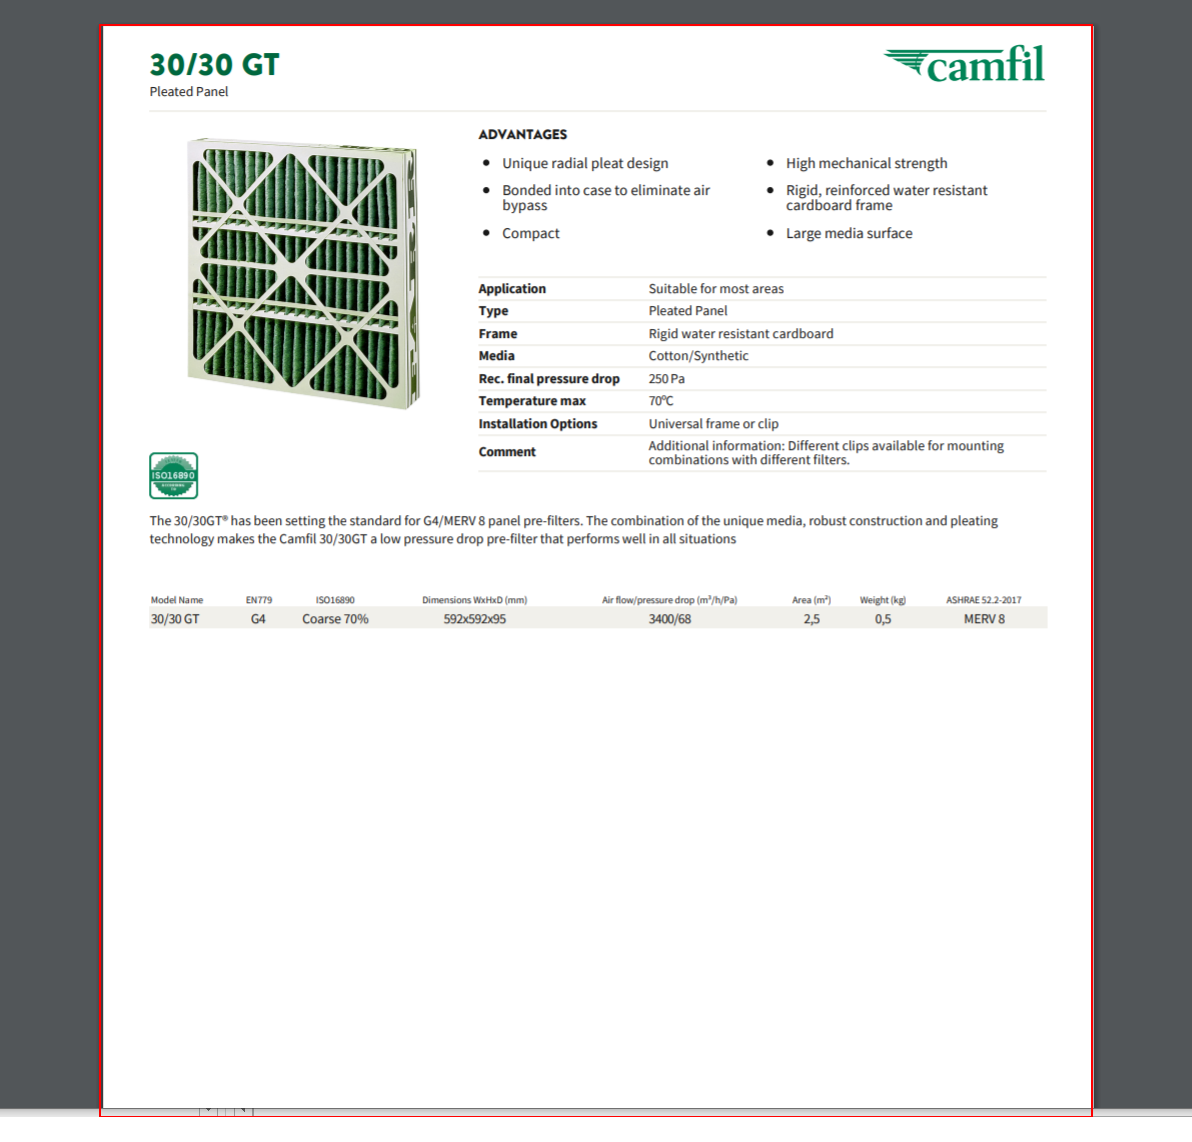 30/30 GT
Pleated Panel
camfil
ADVANTAGES
Unique radial pleat design
Bonded into case to eliminate air
bypass
Compact
High mechanical strength
Rigid, reinforced water resistant
cardboard frame
Large media surface
Application Suitable for most areas
Type Pleated Panel
Frame Rigid water resistant cardboard
Media Cotton/Synthetic
Rec. final pressure drop 250 Pa
Temperature max 70ºC
Installation Options Universal frame or clip
Comment Additional information: Different clips available for mounting
combinations with different filters.
ISO16890
The 30/30GT® has been setting the standard for G4/MERV 8 panel pre-filters. The combination of the unique media, robust construction and pleating
technology makes the Camfil 30/30GT a low pressure drop pre-filter that performs well in all situations
Model Name EN779 ISO16890 Dimensions WxHxD (mm) Air flow/pressure drop (m³/h/Pa) Area (m²) Weight (kg) ASHRAE 52.2-2017
30/30 GT G4 Coarse 70% 592x592x95 3400/68 2,5 0,5 MERV 8